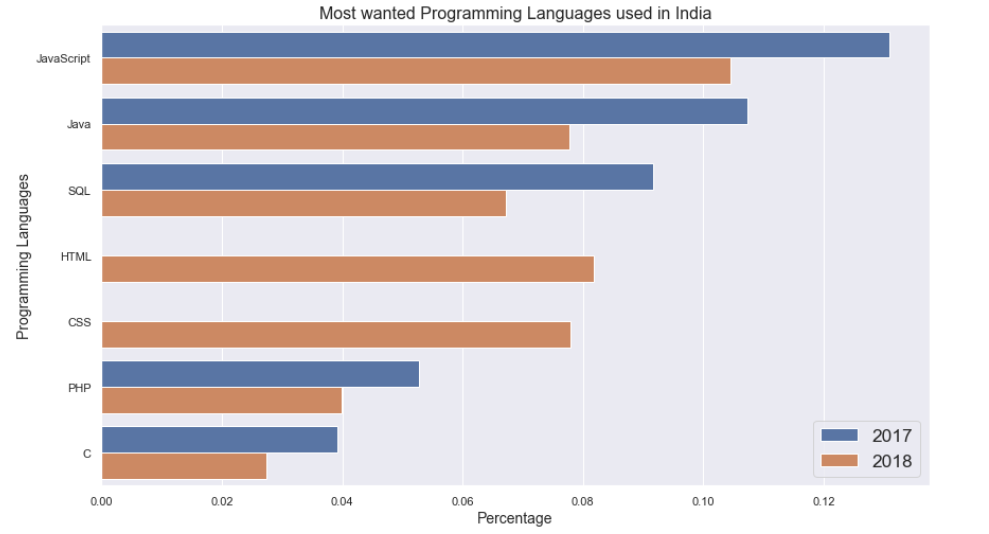 Most wanted Programming Languages used in India
Programming Languages
JavaScript
Java
SQL
HTML
CSS
PHP
C
2017
2018
0.00 0.02 0.04 0.06 0.08 0.10 0.12
Percentage